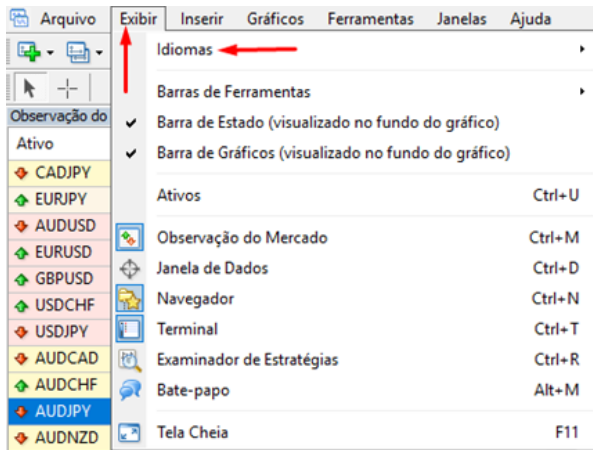 Arquivo Exibir Inserir Gráficos Ferramentas Janelas Ajuda
Idiomas
Barras de Ferramentas
Barra de Estado (visualizado no fundo do gráfico)
Barra de Gráficos (visualizado no fundo do gráfico)
Ativos Ctrl+U
Observação do Mercado Ctrl+M
Janela de Dados Ctrl+D
Navegador Ctrl+N
Terminal Ctrl+T
Examinador de Estratégias Ctrl+R
Bate-papo Alt+M
Tela Cheia F11
Observação do
Ativo
CADJPY
EURJPY
AUDUSD
EURUSD
GBPUSD
USDCHF
USDJPY
AUDCAD
AUDCHF
AUDJPY
AUDNZD